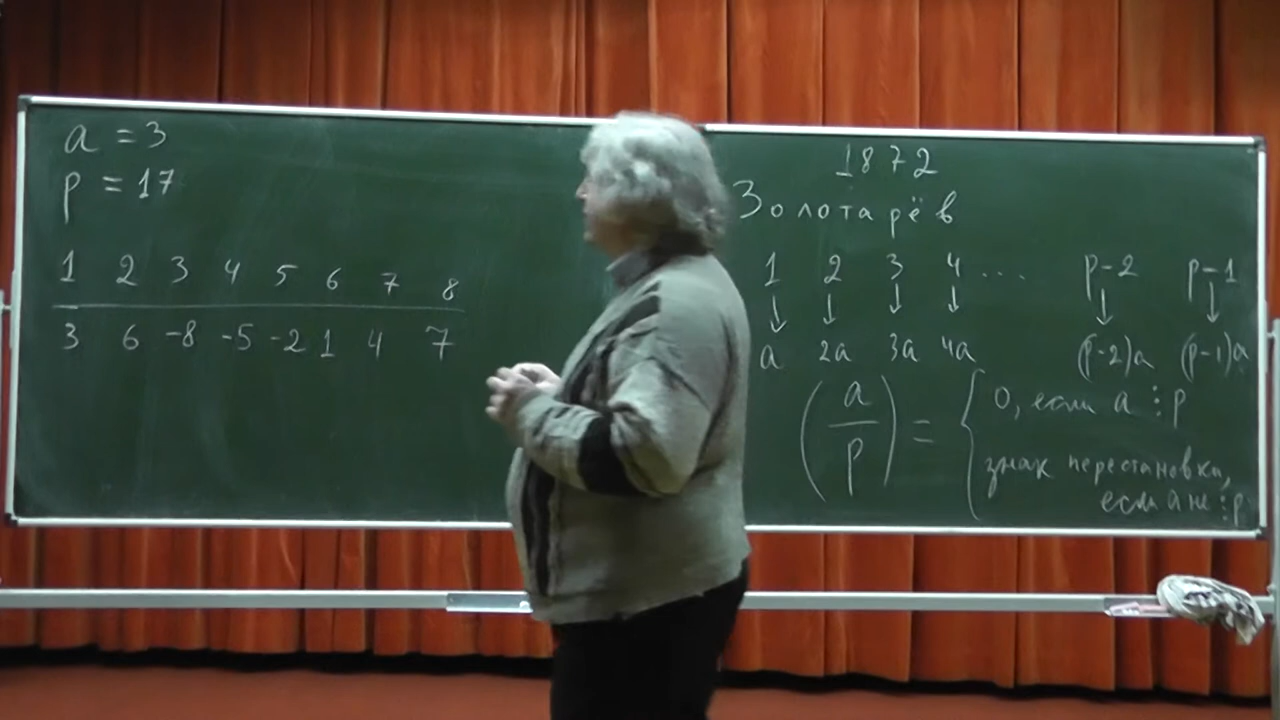 a = 3
p = 17
1 2 3 4 5 6 7 8
3 6 -8 -5 -2 1 4 7
1872
Золотарёв
1 2 3 4 .... p-2 p-1
↓ ↓ ↓ ↓ ↓ ↓
a 2a 3a 4a (p-2)a (p-1)a
(a/p) = { 0, если a ⋮ p
знак перестановки,
если a не ⋮ p